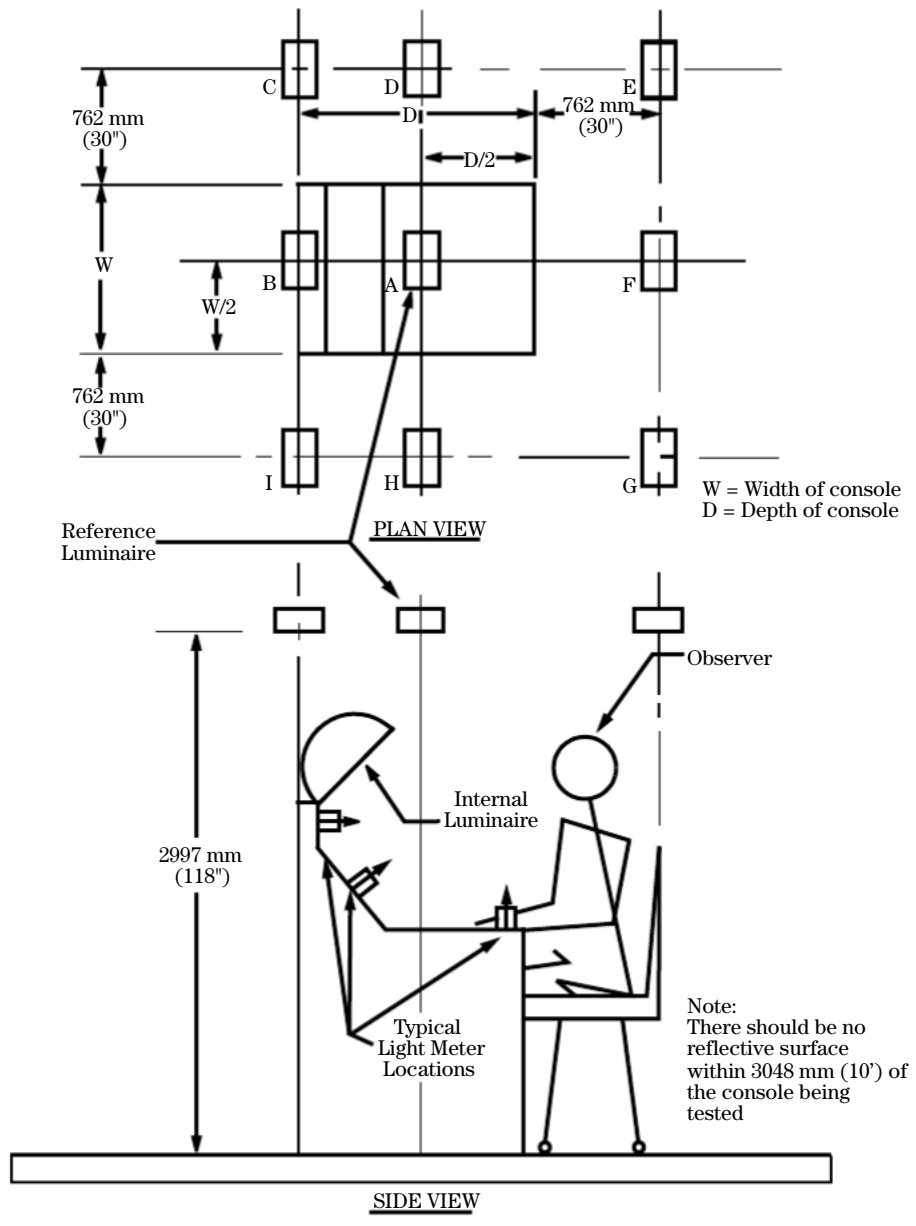 C
D
E
762 mm
(30")
D
762 mm
(30")
D/2
W
B
A
F
W/2
762 mm
(30")
I
H
G
W = Width of console
D = Depth of console
Reference
Luminaire
PLAN VIEW
Observer
Internal
Luminaire
2997 mm
(118")
Typical
Light Meter
Locations
Note:
There should be no
reflective surface
within 3048 mm (10’) of
the console being
tested
SIDE VIEW